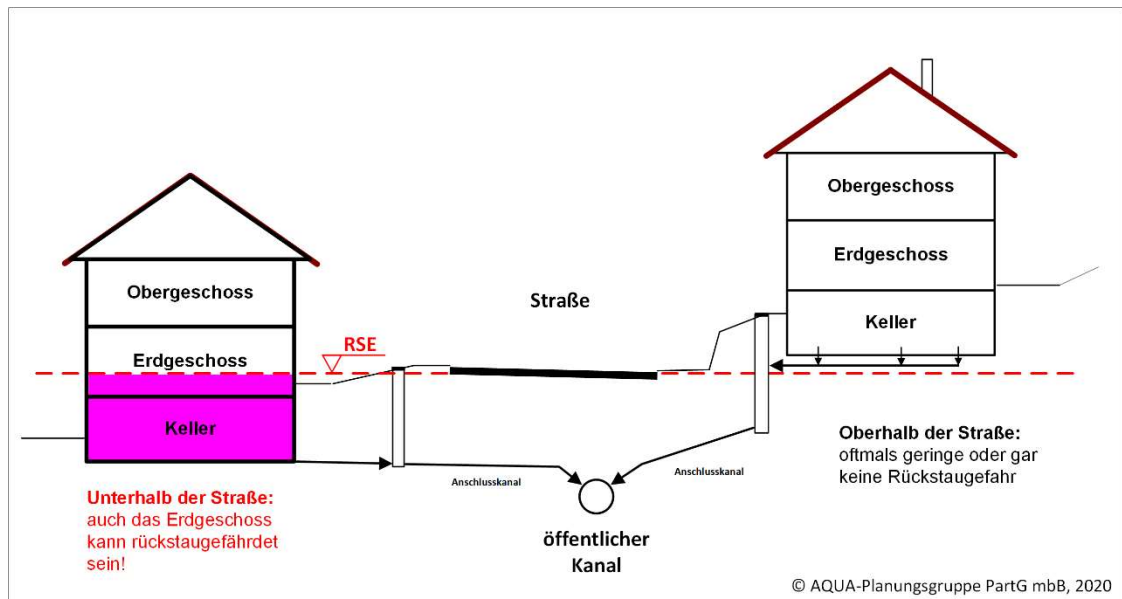 Obergeschoss
Erdgeschoss
Keller
Straße
RSE
Obergeschoss
Erdgeschoss
Keller
Unterhalb der Straße:
auch das Erdgeschoss
kann rückstaugefährdet
sein!
Anschlusskanal
Anschlusskanal
öffentlicher
Kanal
Oberhalb der Straße:
oftmals geringe oder gar
keine Rückstaugefahr
© AQUA-Planungsgruppe PartG mbB, 2020